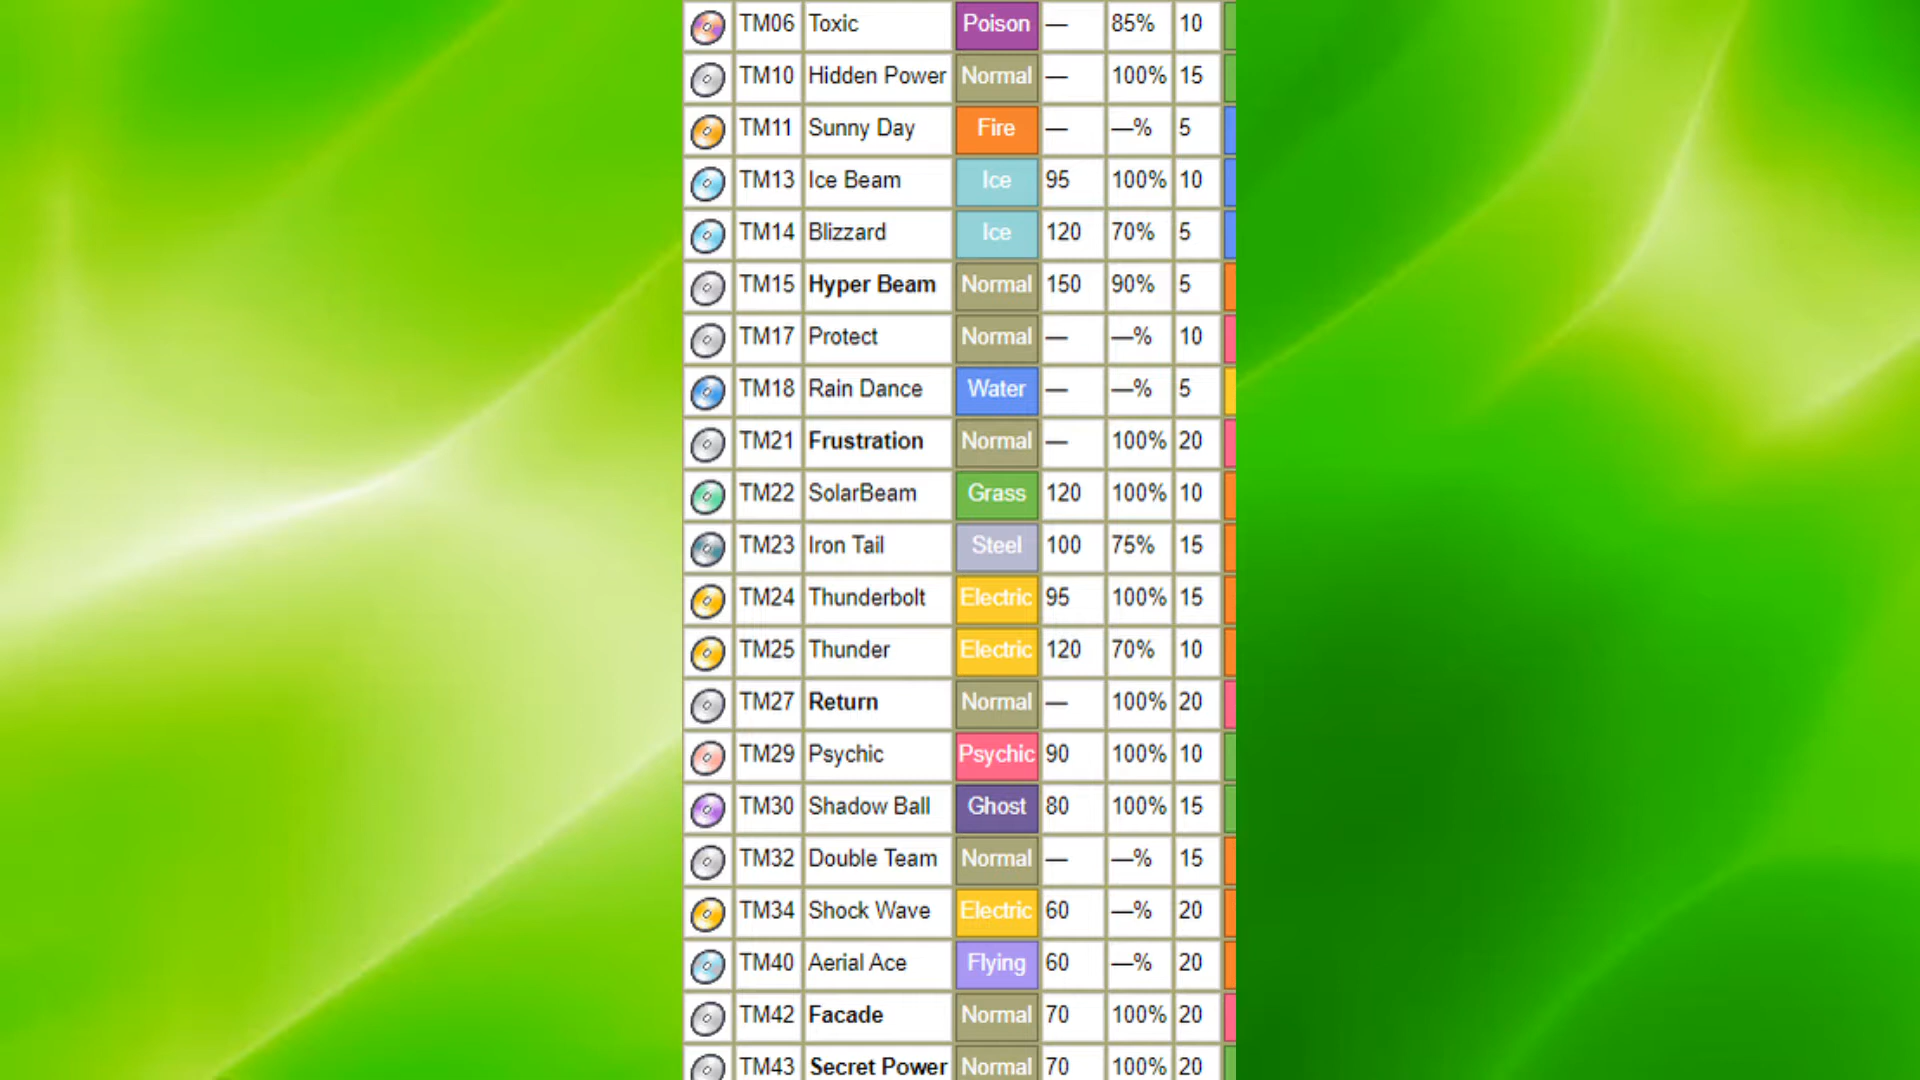 TM06 Toxic Poison — 85% 10
TM10 Hidden Power Normal — 100% 15
TM11 Sunny Day Fire — —% 5
TM13 Ice Beam Ice 95 100% 10
TM14 Blizzard Ice 120 70% 5
TM15 Hyper Beam Normal 150 90% 5
TM17 Protect Normal — —% 10
TM18 Rain Dance Water — —% 5
TM21 Frustration Normal — 100% 20
TM22 SolarBeam Grass 120 100% 10
TM23 Iron Tail Steel 100 75% 15
TM24 Thunderbolt Electric 95 100% 15
TM25 Thunder Electric 120 70% 10
TM27 Return Normal — 100% 20
TM29 Psychic Psychic 90 100% 10
TM30 Shadow Ball Ghost 80 100% 15
TM32 Double Team Normal — —% 15
TM34 Shock Wave Electric 60 —% 20
TM40 Aerial Ace Flying 60 —% 20
TM42 Facade Normal 70 100% 20
TM43 Secret Power Normal 70 100% 20